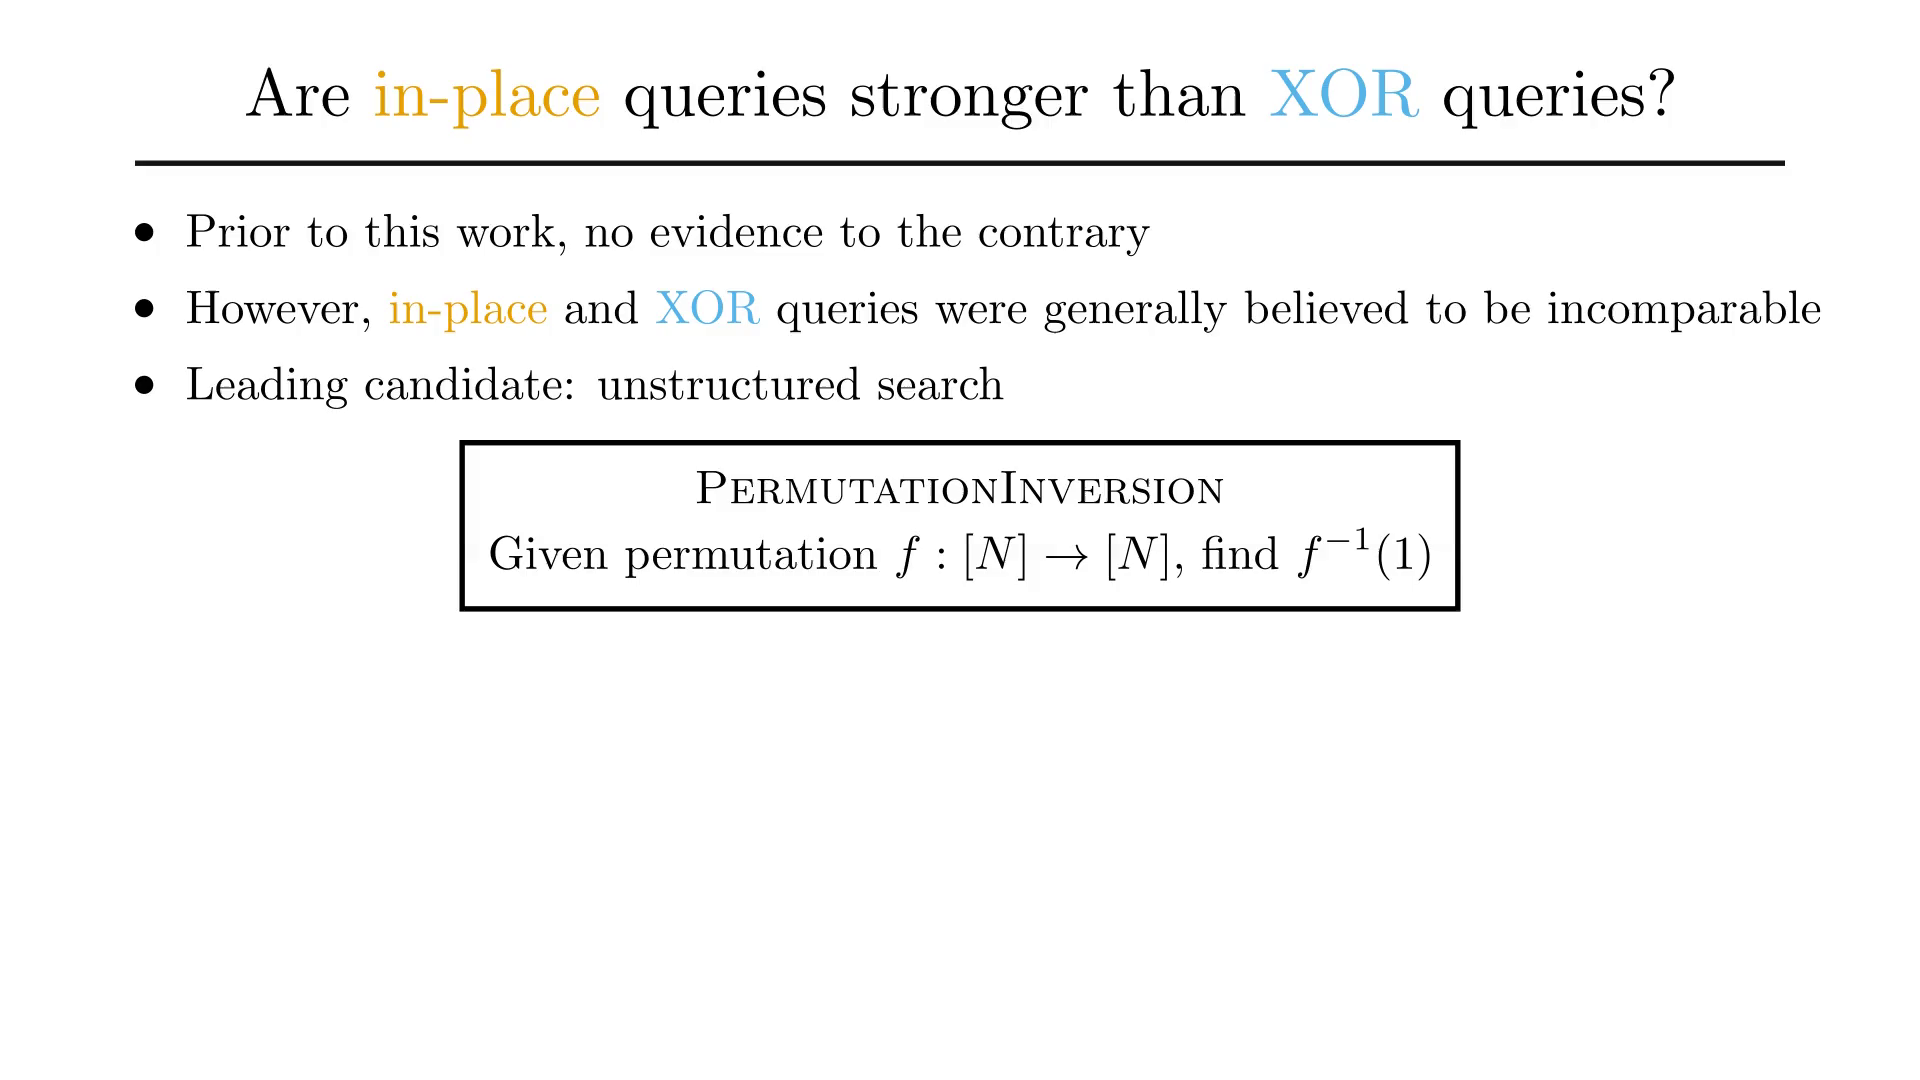 Are in-place queries stronger than XOR queries?
• Prior to this work, no evidence to the contrary
• However, in-place and XOR queries were generally believed to be incomparable
• Leading candidate: unstructured search
PERMUTATIONINVERSION
Given permutation f : [N] → [N], find f⁻¹(1)